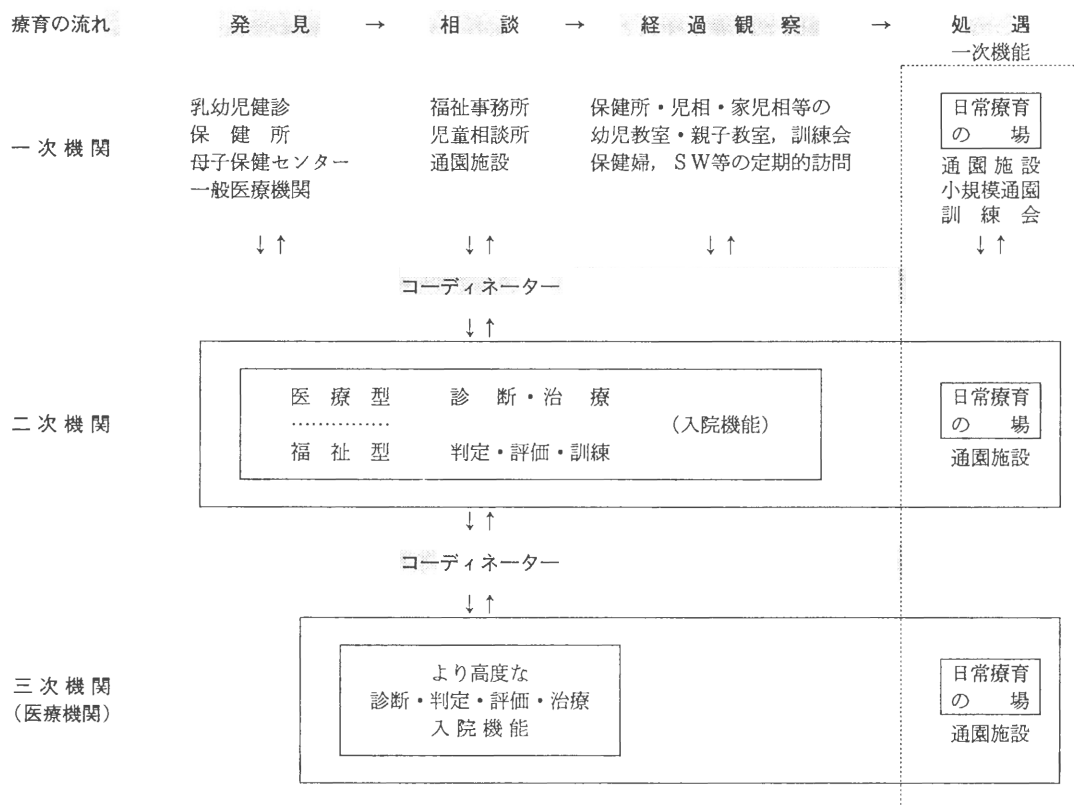 療育の流れ　発見　→　相談　→　経過観察　→　処遇
一次機能
乳幼児健診　福祉事務所　保健所・児相・家児相等の　日常療育
一次機関　保健所　児童相談所　幼児教室・親子教室，訓練会　の場
母子保健センター　通園施設　保健婦，SW等の定期的訪問　通園施設
一般医療機関　小規模通園
訓練会
↓↑　↓↑　↓↑　↓↑
コーディネーター
↓↑
医療型　診断・治療　日常療育
二次機関　……………　（入院機能）　の場
福祉型　判定・評価・訓練　通園施設
↓↑
コーディネーター
↓↑
より高度な　日常療育
三次機関　診断・判定・評価・治療　の場
（医療機関）　入院機能　通園施設